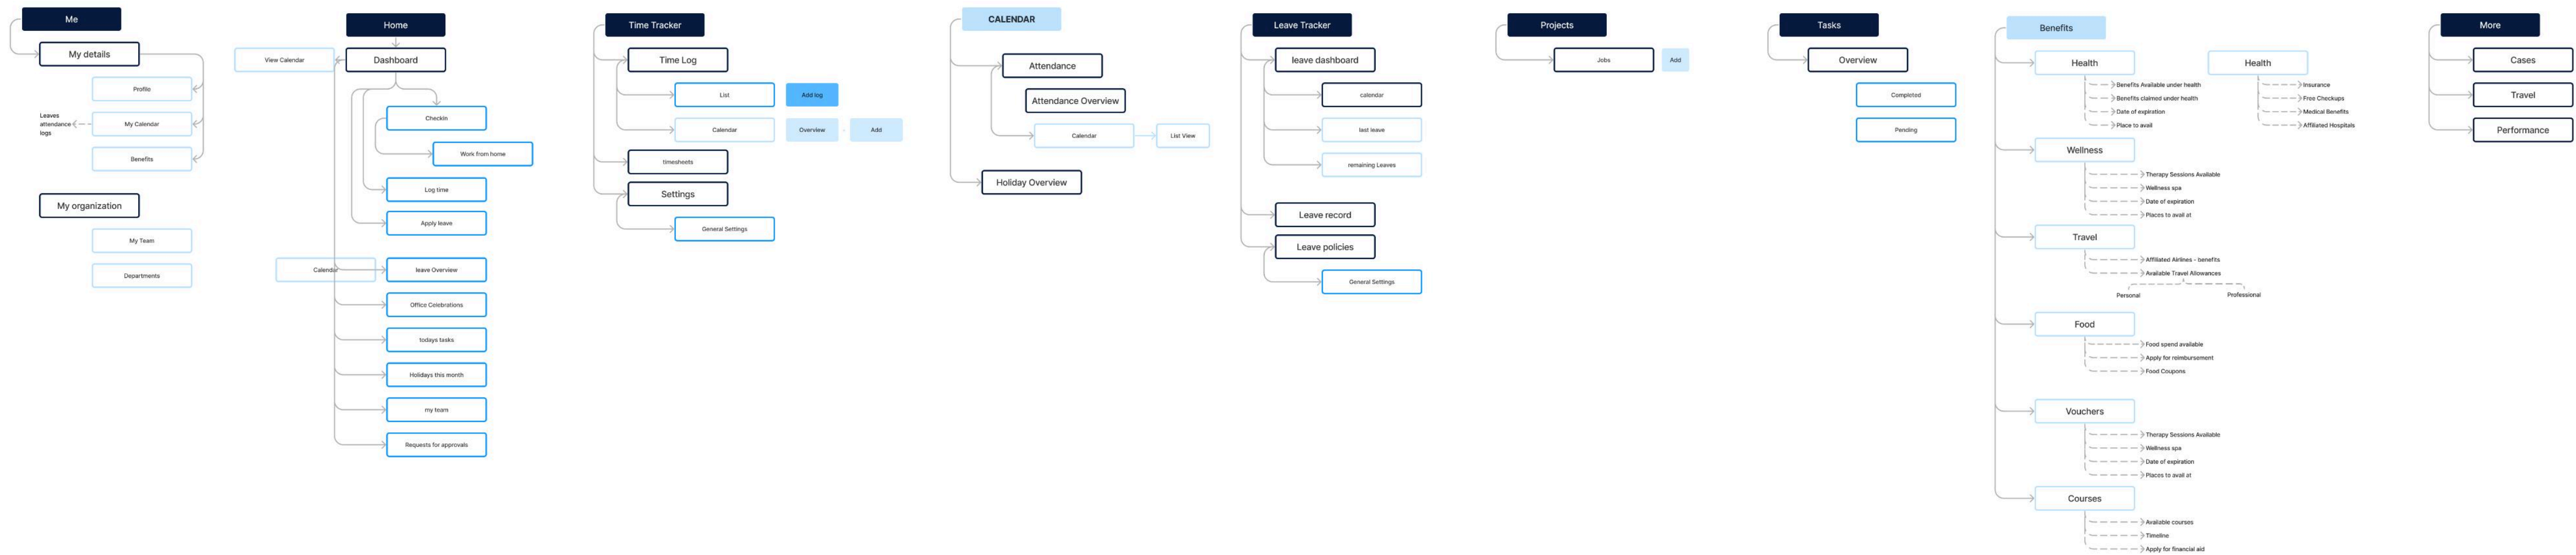 Me
My details
Profile
Leaves
attendance
logs
My Calendar
Benefits
My organization
My Team
Departments
Home
View Calendar
Dashboard
Checkin
Work from home
Log time
Apply leave
Calendar
leave Overview
Office Celebrations
todays tasks
Holidays this month
my team
Requests for approvals
Time Tracker
Time Log
List
Add log
Calendar
Overview
Add
timesheets
Settings
General Settings
CALENDAR
Attendance
Attendance Overview
Calendar
List View
Holiday Overview
Leave Tracker
leave dashboard
calendar
last leave
remaining Leaves
Leave record
Leave policies
General Settings
Projects
Jobs
Add
Tasks
Overview
Completed
Pending
Benefits
Health
Benefits Available under health
Benefits claimed under health
Date of expiration
Place to avail
Health
Insurance
Free Checkups
Medical Benefits
Affiliated Hospitals
Wellness
Therapy Sessions Available
Wellness spa
Date of expiration
Places to avail at
Travel
Affiliated Airlines - benefits
Available Travel Allowances
Personal
Professional
Food
Food spend available
Apply for reimbursement
Food Coupons
Vouchers
Therapy Sessions Available
Wellness spa
Date of expiration
Places to avail at
Courses
Available courses
Timeline
Apply for financial aid
More
Cases
Travel
Performance